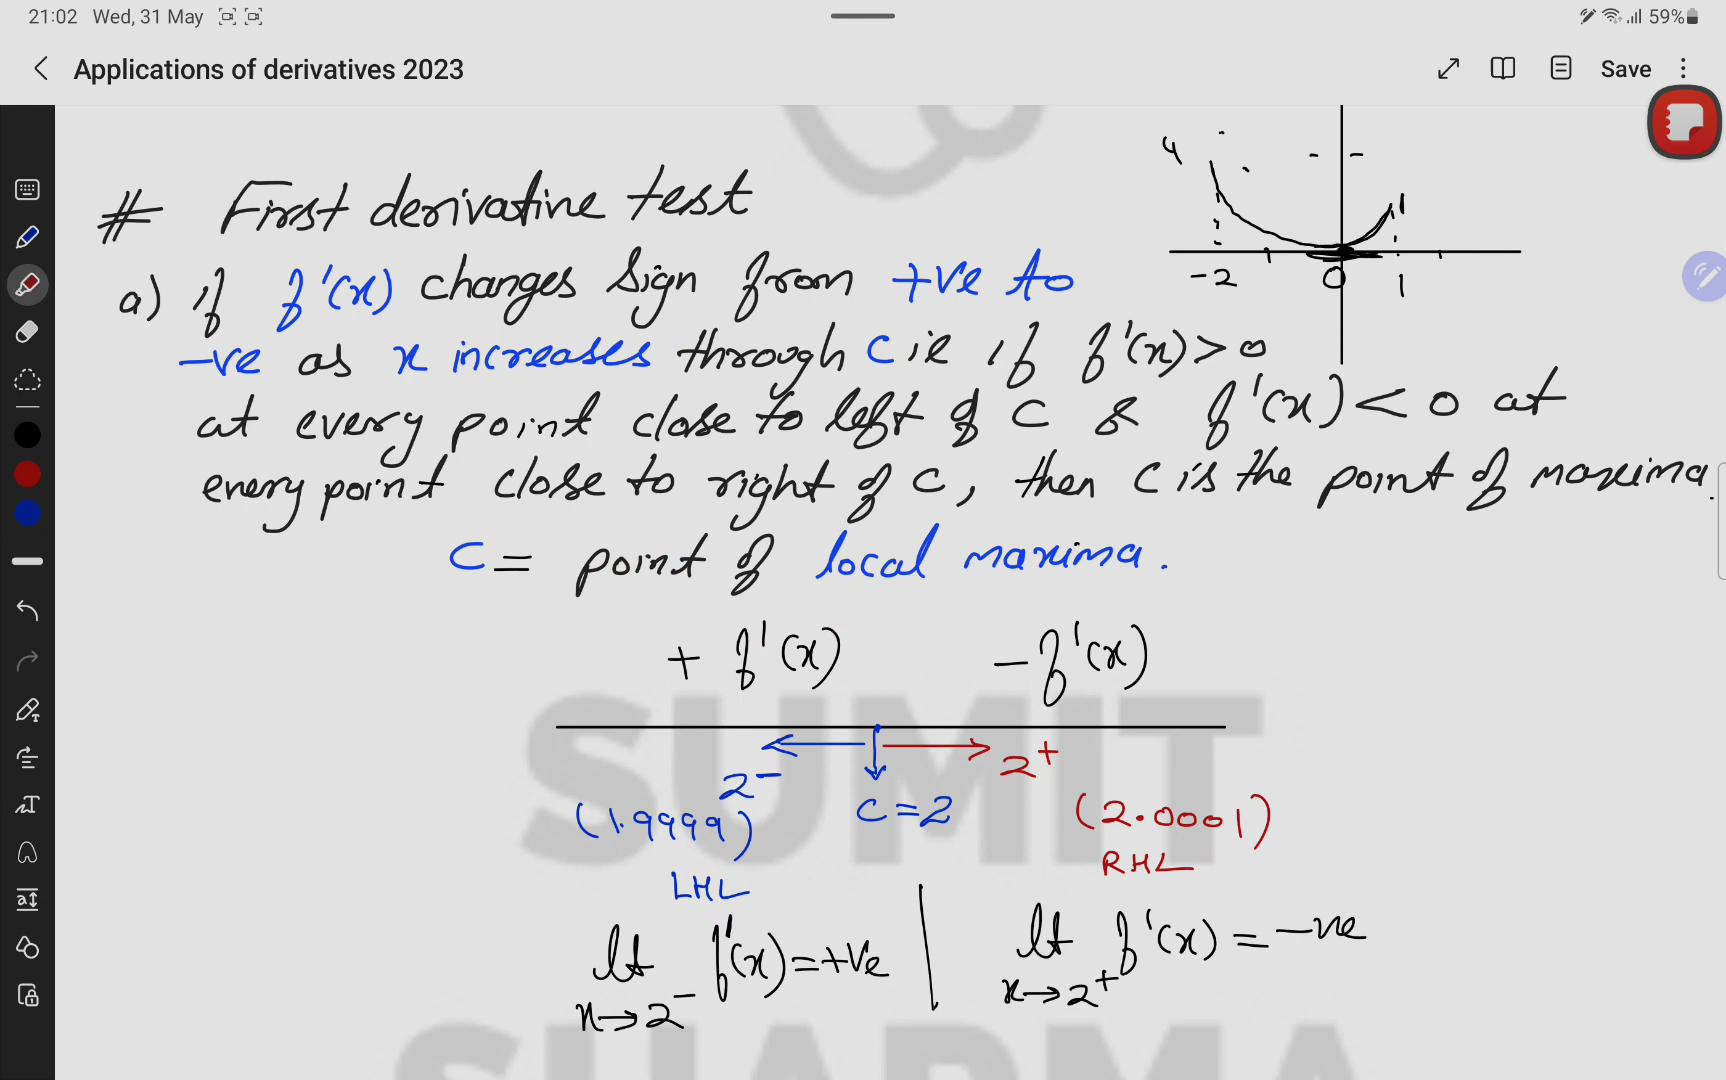 21:02 Wed, 31 May 59%
Applications of derivatives 2023 Save
# First derivative test
a) if f'(x) changes sign from +ve to
-ve as x increases through C ie if f'(x) > 0
at every point close to left of C & f'(x) < 0 at
every point close to right of C, then C is the point of maxima.
C = point of local maxima.
4 1
-2 0 1
+ f'(x) - f'(x)
2⁻ C = 2 2⁺
(1.9999) (2.0001)
LHL RHL
lt f'(x) = +ve lt f'(x) = -ve
x→2⁻ x→2⁺
SUMIT
SHARMA